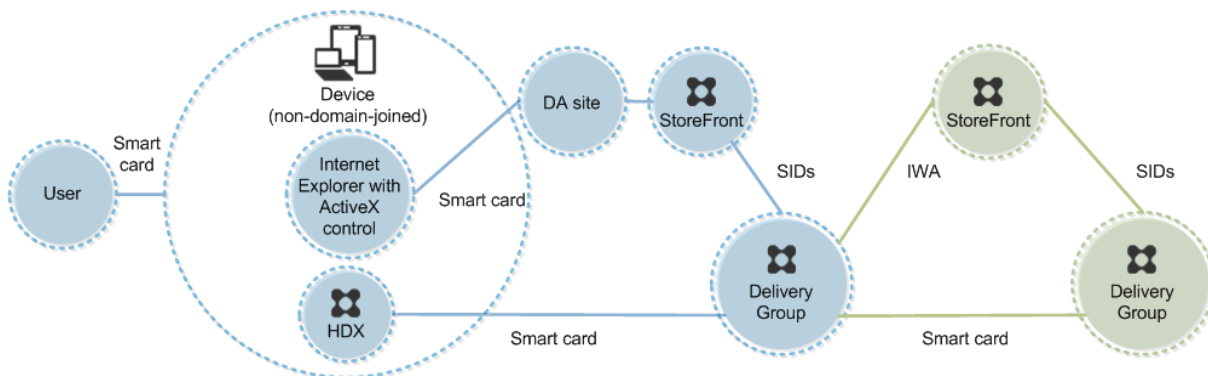 User
Smart
card
Device
(non-domain-joined)
Internet
Explorer with
ActiveX
control
HDX
Smart card
DA site
StoreFront
SIDs
Delivery
Group
Smart card
IWA
StoreFront
SIDs
Delivery
Group
Smart card